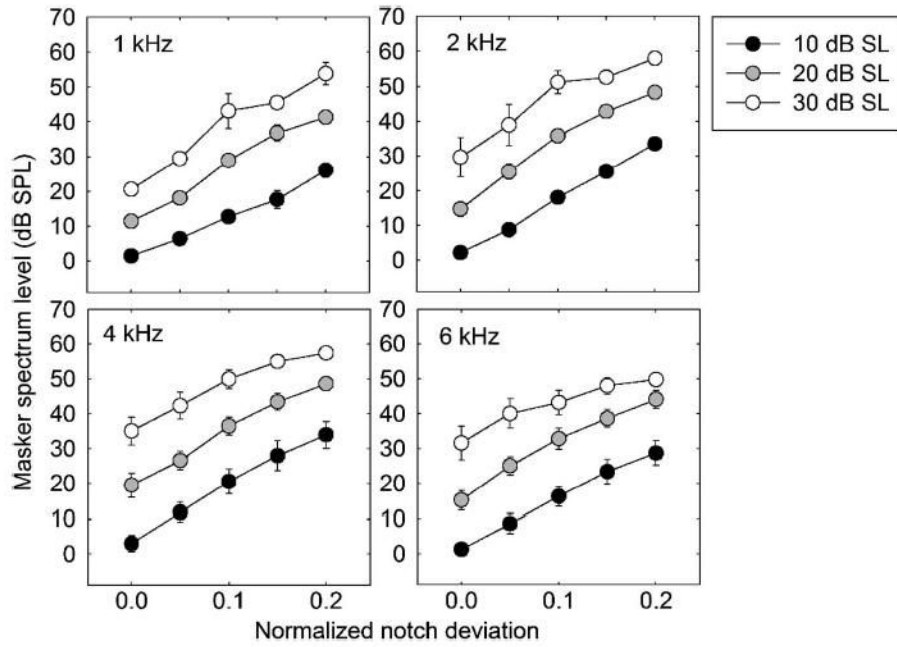 70 1 kHz
60
50
40
30
20
10
0
70 2 kHz
60
50
40
30
20
10
0
10 dB SL
20 dB SL
30 dB SL
Masker spectrum level (dB SPL)
70 4 kHz
60
50
40
30
20
10
0
70 6 kHz
60
50
40
30
20
10
0
0.0 0.1 0.2 0.0 0.1 0.2
Normalized notch deviation